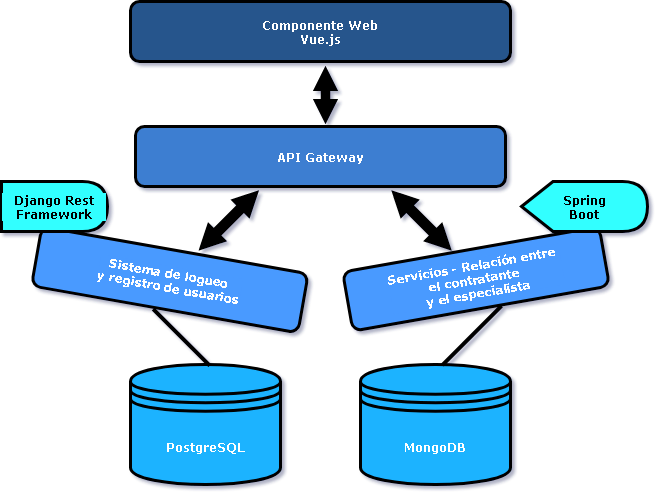 Componente Web
Vue.js
API Gateway
Django Rest
Framework
Spring
Boot
Sistema de logueo
y registro de usuarios
Servicios - Relación entre
el contratante
y el especialista
PostgreSQL
MongoDB